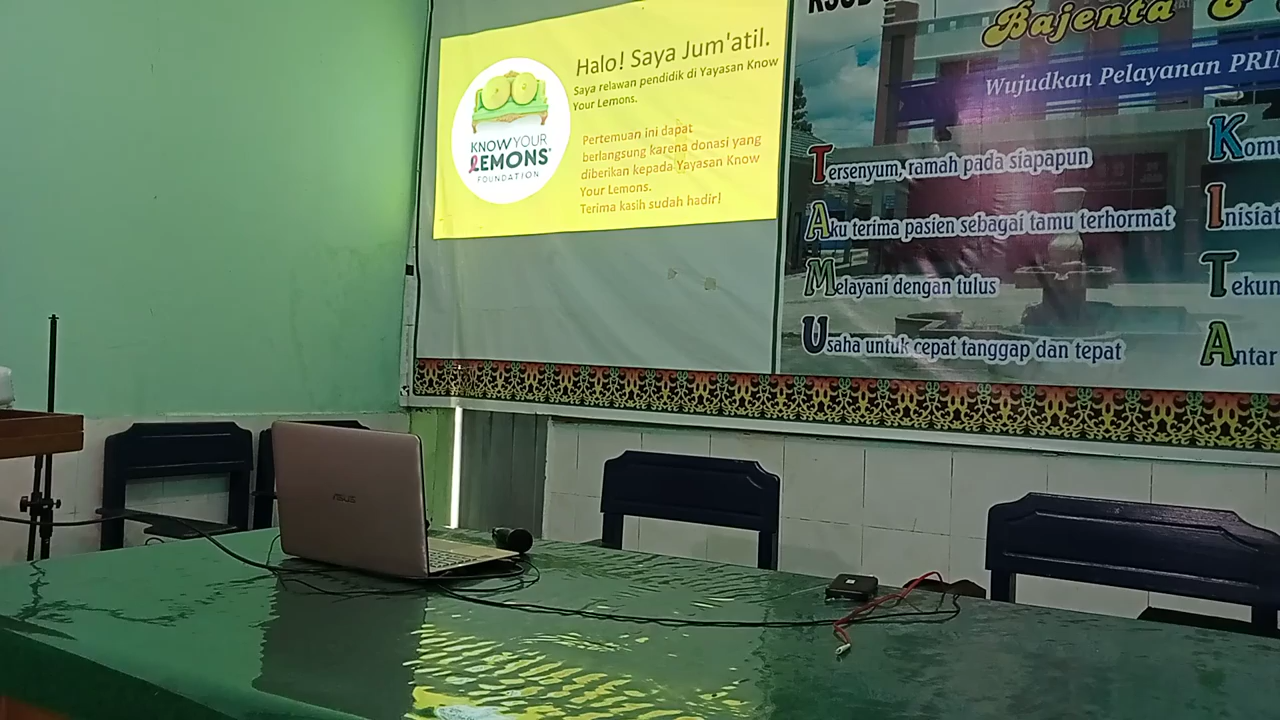 Halo! Saya Jum'atil.
Saya relawan pendidik di Yayasan Know
Your Lemons.
Pertemuan ini dapat
berlangsung karena donasi yang
diberikan kepada Yayasan Know
Your Lemons.
Terima kasih sudah hadir!
KNOW YOUR
LEMONS
FOUNDATION
Bajenta &
Wujudkan Pelayanan
Tersenyum, ramah pada siapapun
Aku terima pasien sebagai tamu terhormat
Melayani dengan tulus
Usaha untuk cepat tanggap dan tepat
Tekun
Antar
ASUS